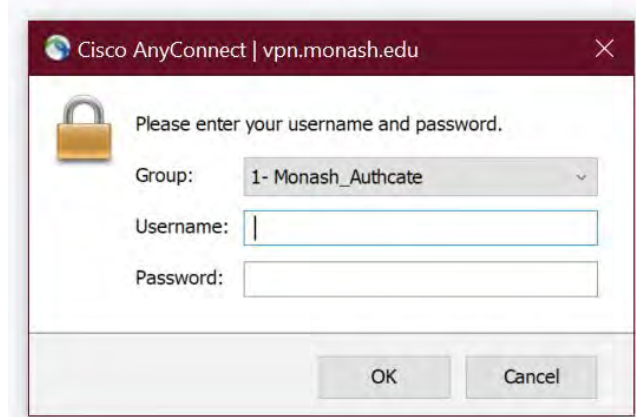 Cisco AnyConnect | vpn.monash.edu
Please enter your username and password.
Group: 1- Monash_Authcate
Username:
Password:
OK Cancel